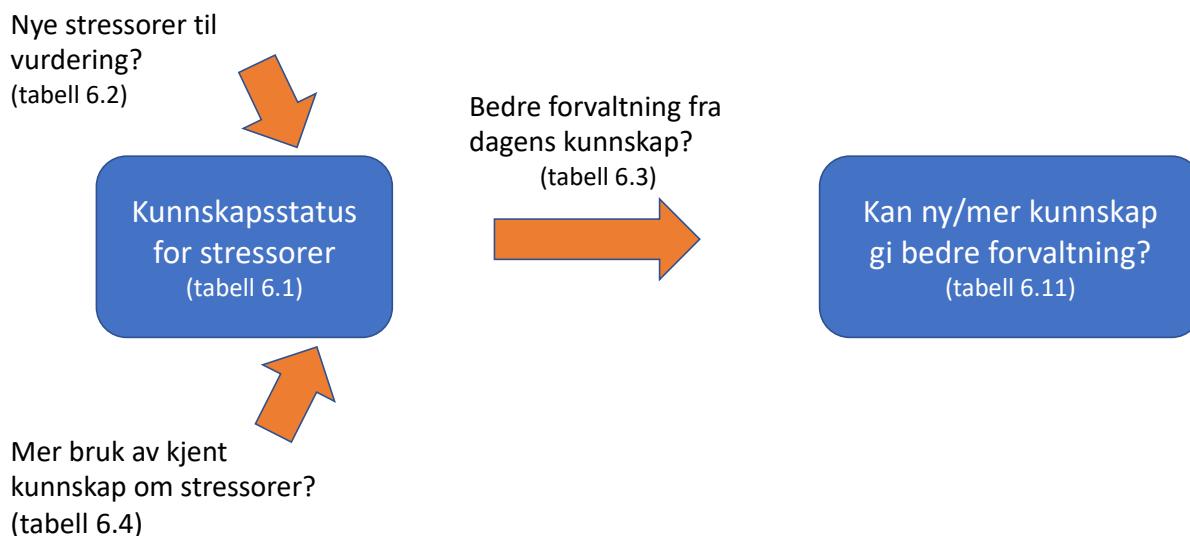 Nye stressorer til
vurdering?
(tabell 6.2)
Bedre forvaltning fra
dagens kunnskap?
(tabell 6.3)
Kunnskapsstatus
for stressorer
(tabell 6.1)
Kan ny/mer kunnskap
gi bedre forvaltning?
(tabell 6.11)
Mer bruk av kjent
kunnskap om stressorer?
(tabell 6.4)